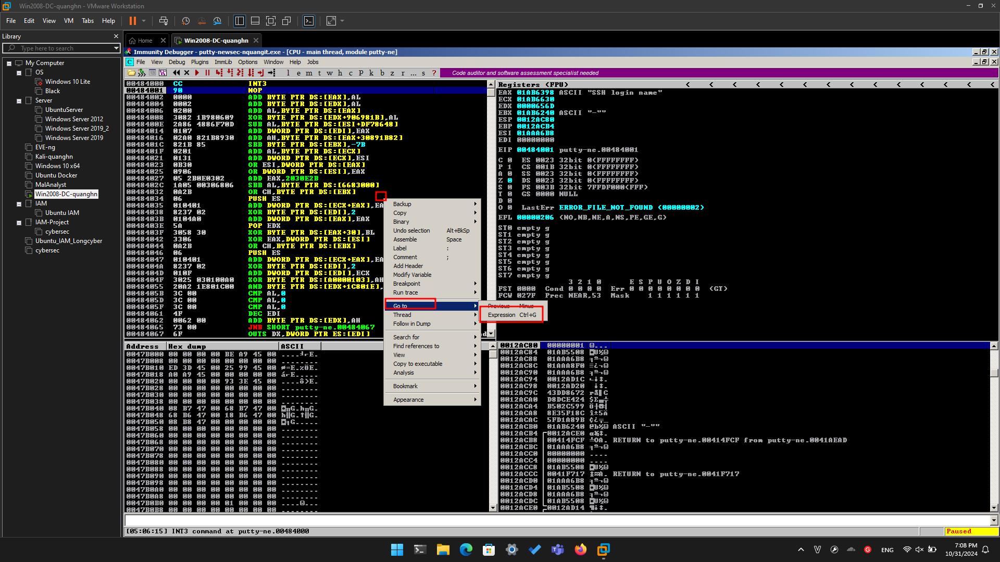 Win2008-DC-quanghn - VMware Workstation
File Edit View VM Tabs Help
Library
Type here to search
My Computer
OS
Windows 10 Lite
Black
Server
UbuntuServer
Windows Server 2012
Windows Server 2019_2
Windows Server 2019
EVE-ng
Kali-quanghn
Windows 10 x64
Ubuntu Docker
MalAnalyst
Win2008-DC-quanghn
IAM
Ubuntu IAM
IAM-Project
cybersec
Ubuntu_IAM_Longcyber
cybersec
Home
Win2008-DC-quanghn
Immunity Debugger - putty-newsec-nquangit.exe - [CPU - main thread, module putty-ne]
C File View Debug Plugins ImmLib Options Window Help Jobs
l e m t w h c P k b z r ... s ?
Code auditor and software assessment specialist needed
00484000 CC INT3
00484001 90 NOP
00484002 0000 ADD BYTE PTR DS:[EAX],AL
00484004 0002 ADD BYTE PTR DS:[EDX],AL
00484006 0200 ADD AL,BYTE PTR DS:[EAX]
00484008 3082 1B980609 XOR BYTE PTR DS:[EDX+906981B],AL
0048400E 2A86 4886F70D SUB AL,BYTE PTR DS:[ESI+DF78648]
00484014 0107 ADD DWORD PTR DS:[EDI],EAX
00484016 02A0 821B8930 ADD AH,BYTE PTR DS:[EAX+30891B82]
0048401C 821B 85 SBB BYTE PTR DS:[EBX],-7B
0048401F 0201 ADD AL,BYTE PTR DS:[ECX]
00484021 0131 ADD DWORD PTR DS:[ECX],ESI
00484023 0B30 OR ESI,DWORD PTR DS:[EAX]
00484025 0906 OR DWORD PTR DS:[ESI],EAX
00484027 05 2B0E0302 ADD EAX,2030E2B
0048402C 1A05 00306806 SBB AL,BYTE PTR DS:[6683000]
00484032 0A2B OR CH,BYTE PTR DS:[EBX]
00484034 06 PUSH ES
00484035 010401 ADD DWORD PTR DS:[ECX+EAX],EA
00484038 8237 02 XOR BYTE PTR DS:[EDI],2
0048403B 0104A0 ADD DWORD PTR DS:[EAX],EAX
0048403E 5A POP EDX
0048403F 3058 30 XOR BYTE PTR DS:[EAX+30],BL
00484042 3306 XOR EAX,DWORD PTR DS:[ESI]
00484044 0A2B OR CH,BYTE PTR DS:[EBX]
00484046 06 PUSH ES
00484047 010401 ADD DWORD PTR DS:[ECX+EAX],EA
0048404A 8237 02 XOR BYTE PTR DS:[EDI],2
0048404D 010F ADD DWORD PTR DS:[EDI],ECX
0048404F 3025 030100A0 XOR BYTE PTR DS:[A0000103],AH
00484055 20A2 1E801C00 AND BYTE PTR DS:[EDX+1C801E],
0048405B 3C 00 CMP AL,0
0048405D 3C 00 CMP AL,0
0048405F 3C 00 CMP AL,0
00484061 4F DEC EDI
00484062 0062 00 ADD BYTE PTR DS:[EDX],AH
00484065 73 00 JNB SHORT putty-ne.00484067
00484067 6F OUTS DX,DWORD PTR ES:[EDI]
Backup
Copy
Binary
Undo selection Alt+BkSp
Assemble Space
Label :
Comment ;
Add Header
Modify Variable
Breakpoint
Run trace
Go to
Thread
Follow in Dump
Search for
Find references to
View
Copy to executable
Analysis
Bookmark
Appearance
Previous Minus
Expression Ctrl+G
Registers (FPU) < < < < < < < < < < < < < <
EAX 01AB6398 ASCII "SSH login name"
ECX 01AB6630
EDX 0000656D
EBX 01AB6240 ASCII "-""
ESP 0012AC80
EBP 0012ACB4
ESI 01AAA6B8
EDI 00000000
EIP 00484001 putty-ne.00484001
C 0 ES 0023 32bit 0(FFFFFFFF)
P 1 CS 001B 32bit 0(FFFFFFFF)
A 0 SS 0023 32bit 0(FFFFFFFF)
Z 0 DS 0023 32bit 0(FFFFFFFF)
S 0 FS 003B 32bit 7FFDF000(FFF)
T 0 GS 0000 NULL
D 0
O 0 LastErr ERROR_FILE_NOT_FOUND (00000002)
EFL 00000206 (NO,NB,NE,A,NS,PE,GE,G)
ST0 empty g
ST1 empty g
ST2 empty g
ST3 empty g
ST4 empty g
ST5 empty g
ST6 empty g
ST7 empty g
3 2 1 0 E S P U O Z D I
FST 0000 Cond 0 0 0 0 Err 0 0 0 0 0 0 0 0 (GT)
FCW 027F Prec NEAR,53 Mask 1 1 1 1 1 1
Address Hex dump ASCII
0047B000 00 00 00 00 BE A9 45 00
0047B008 00 00 00 00 00 00 00 00 ........
0047B010 ED 3D 45 00 25 99 45 00
0047B018 A0 A9 45 00 00 00 00 00
0047B020 00 00 00 00 93 3E 45 00 ....ô>E.
0047B028 00 00 00 00 00 00 00 00 ........
0047B030 00 00 00 00 00 00 00 00 ........
0047B038 00 00 00 00 00 00 00 00 ........
0047B040 08 B7 47 00 68 B7 47 00
0047B048 68 B6 47 00 18 B6 47 00
0047B050 08 B8 47 00 00 00 00 00
0047B058 00 00 00 00 00 00 00 00 ........
0047B060 00 00 00 00 00 00 00 00 ........
0047B068 00 00 00 00 00 00 00 00 ........
0047B070 00 00 00 00 00 00 00 00 ........
0047B078 00 00 00 00 00 00 00 00 ........
0047B080 00 00 00 00 00 00 00 00 ........
0047B088 00 00 00 00 00 00 00 00 ........
0047B090 00 00 00 00 00 00 00 00 ........
0047B098 00 00 00 00 00 00 00 00 ........
0047B0A0 00 00 00 00 00 00 00 00 ........
0047B0A8 00 00 00 00 00 00 00 00 ........
0047B0B0 00 00 00 00 01 00 00 00
0047B0B8 00 00 00 00 00 00 00 00 ........
0012AC80 00000001
0012AC84 01AB5508
0012AC88 01AAA6B8
0012AC8C 01AAA8F0
0012AC90 01AAA6B8
0012AC94 0012AD1C
0012AC98 0012AD20
0012AC9C 43DD8672
0012ACA0 D8DCE424
0012ACA4 B502C599
0012ACA8 8E35F18C
0012ACAC 5FD1A89B
0012ACB0 01AB6240 ASCII "-""
0012ACB4 0012ACE0
0012ACB8 00414FCF RETURN to putty-ne.00414FCF from putty-ne.0041AEAD
0012ACBC 01AAA6B8
0012ACC0 00000000 ....
0012ACC4 00000000 ....
0012ACC8 01AB5508
0012ACCC 0041F717 RETURN to putty-ne.0041F717
0012ACD0 01AAA6B8
0012ACD4 01AB5508
0012ACD8 01AAA6B8
0012ACDC 01AB5508
0012ACE0 0012AD14
[05:06:15] INT3 command at putty-ne.00484000
Paused
ENG
7:08 PM
10/31/2024